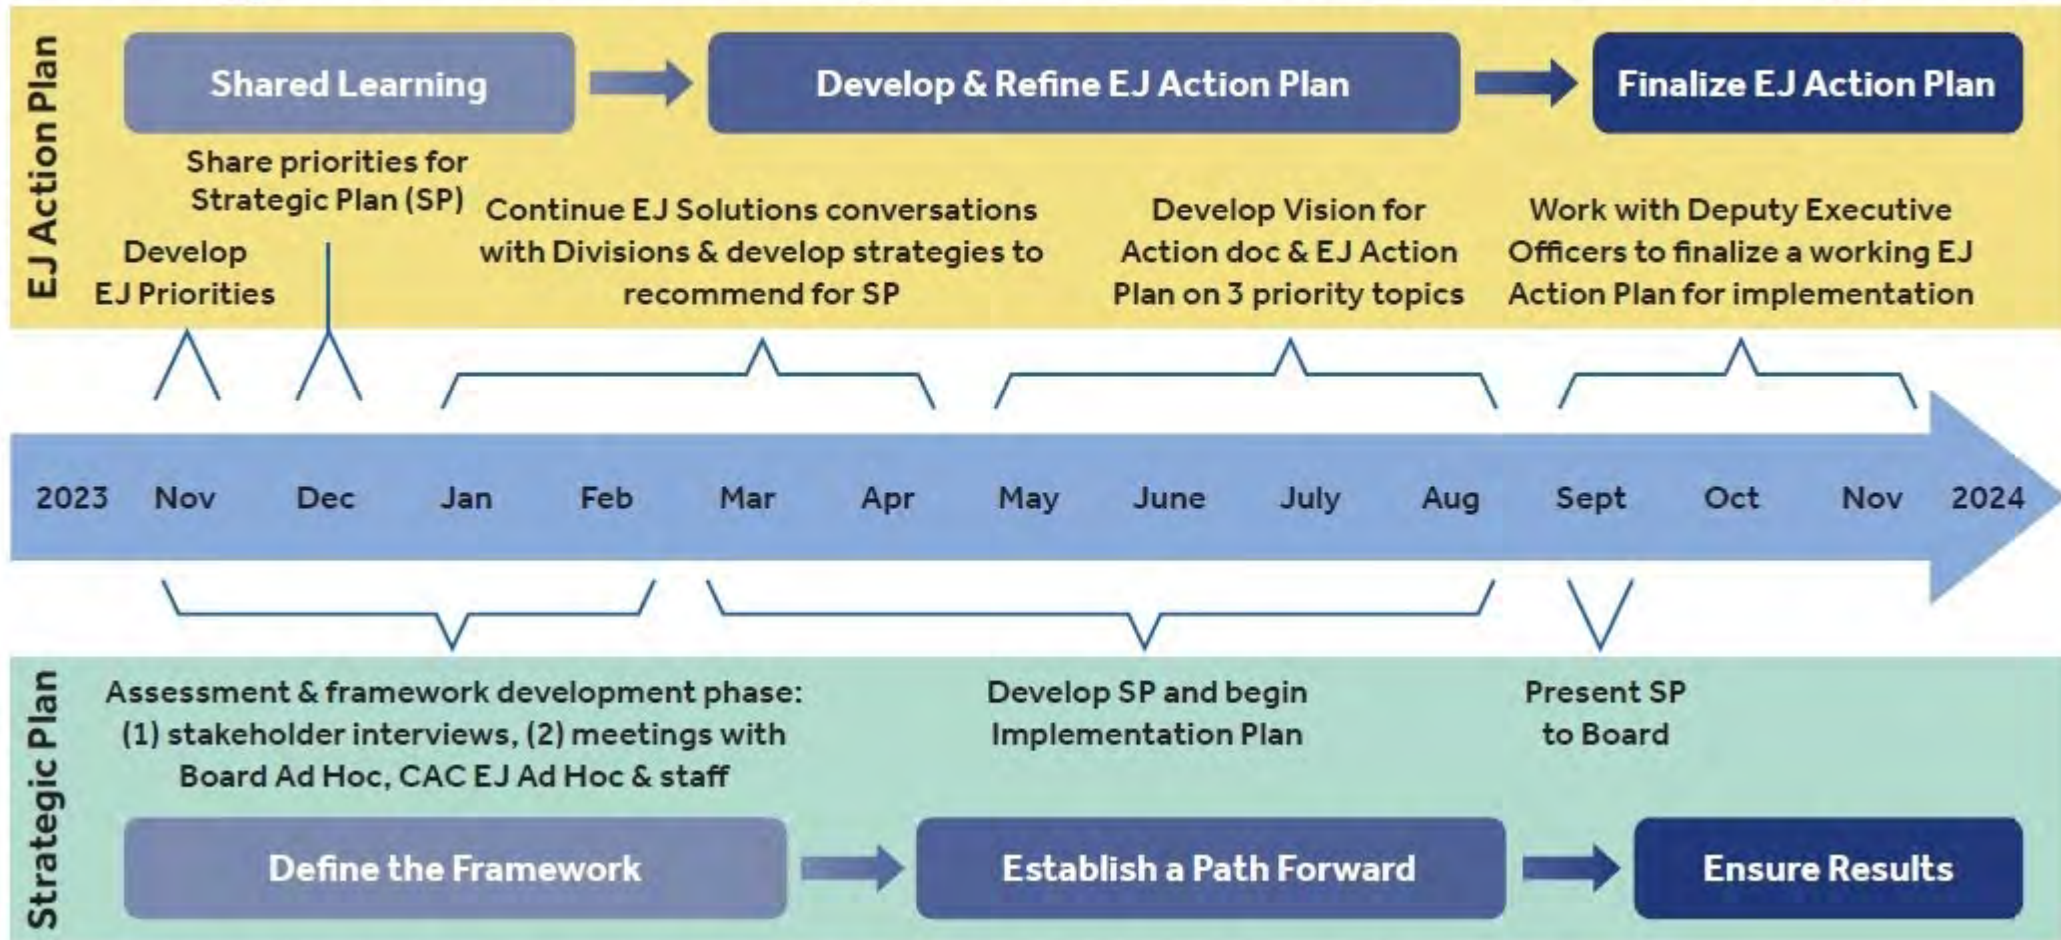 EJ Action Plan
Shared Learning
Develop & Refine EJ Action Plan
Finalize EJ Action Plan
Share priorities for
Strategic Plan (SP)
Develop
EJ Priorities
Continue EJ Solutions conversations
with Divisions & develop strategies to
recommend for SP
Develop Vision for
Action doc & EJ Action
Plan on 3 priority topics
Work with Deputy Executive
Officers to finalize a working EJ
Action Plan for implementation
2023 Nov Dec Jan Feb Mar Apr May June July Aug Sept Oct Nov 2024
Strategic Plan
Assessment & framework development phase:
(1) stakeholder interviews, (2) meetings with
Board Ad Hoc, CAC EJ Ad Hoc & staff
Develop SP and begin
Implementation Plan
Present SP
to Board
Define the Framework
Establish a Path Forward
Ensure Results